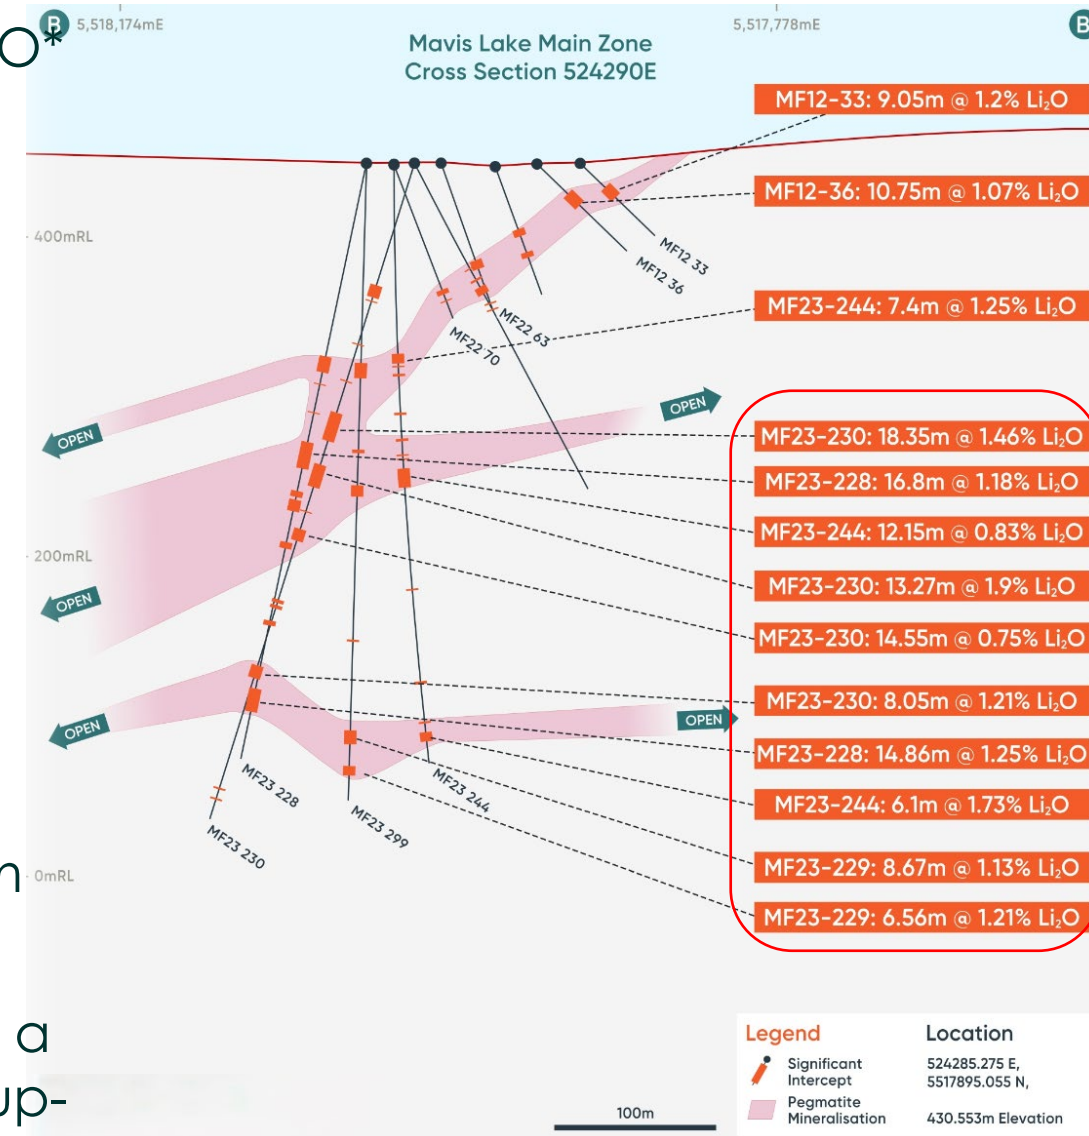 O*
B 5,518,174mE
5,517,778mE
B
Mavis Lake Main Zone
Cross Section 524290E
MF12-33: 9.05m @ 1.2% Li₂O
MF12-36: 10.75m @ 1.07% Li₂O
400mRL
MF12 33
MF12 36
MF23-244: 7.4m @ 1.25% Li₂O
MF22 63
MF22 70
OPEN
OPEN
MF23-230: 18.35m @ 1.46% Li₂O
MF23-228: 16.8m @ 1.18% Li₂O
MF23-244: 12.15m @ 0.83% Li₂O
200mRL
MF23-230: 13.27m @ 1.9% Li₂O
OPEN
MF23-230: 14.55m @ 0.75% Li₂O
MF23-230: 8.05m @ 1.21% Li₂O
OPEN
OPEN
MF23-228: 14.86m @ 1.25% Li₂O
MF23 228
MF23 244
MF23-244: 6.1m @ 1.73% Li₂O
MF23 299
MF23 230
n
0mRL
MF23-229: 8.67m @ 1.13% Li₂O
MF23-229: 6.56m @ 1.21% Li₂O
a
up-
100m
Legend
Significant
Intercept
Pegmatite
Mineralisation
Location
524285.275 E,
5517895.055 N,
430.553m Elevation